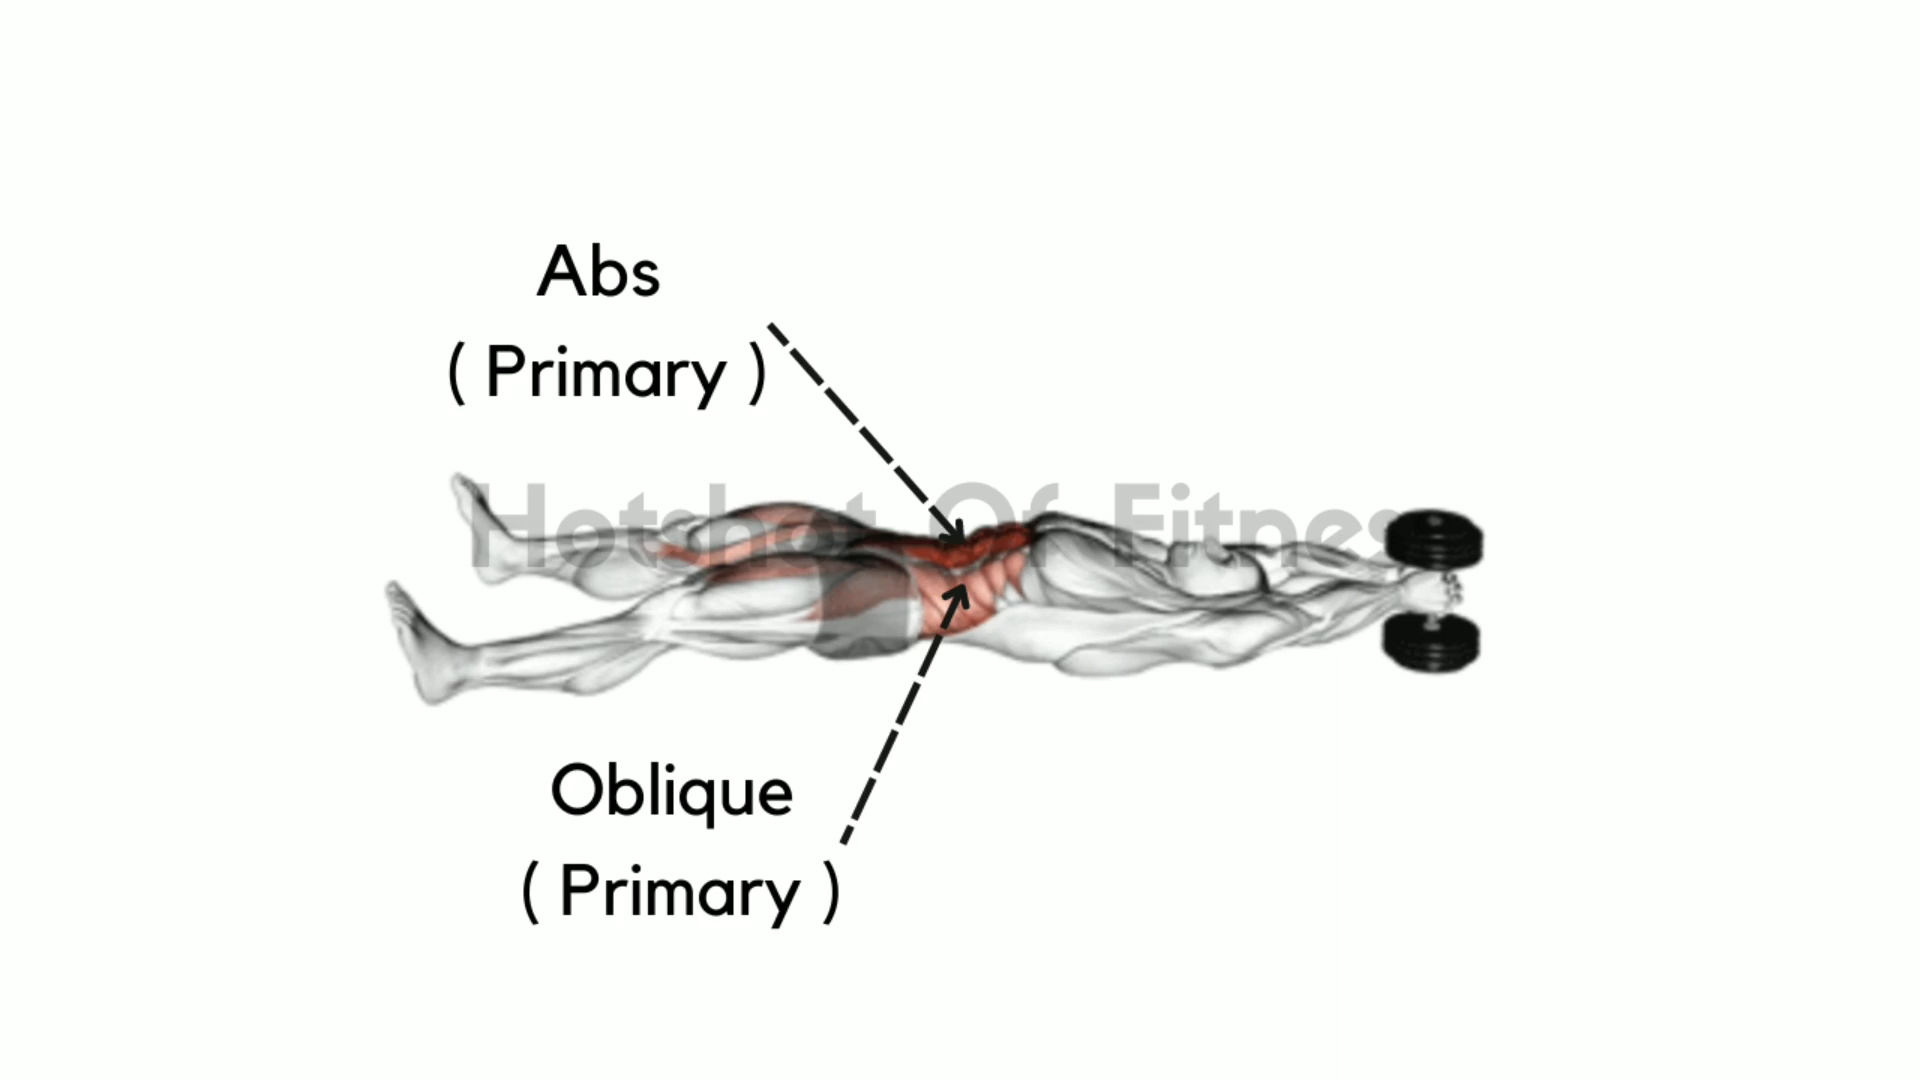 Abs
( Primary )
Hotshot Of Fitness
Oblique
( Primary )